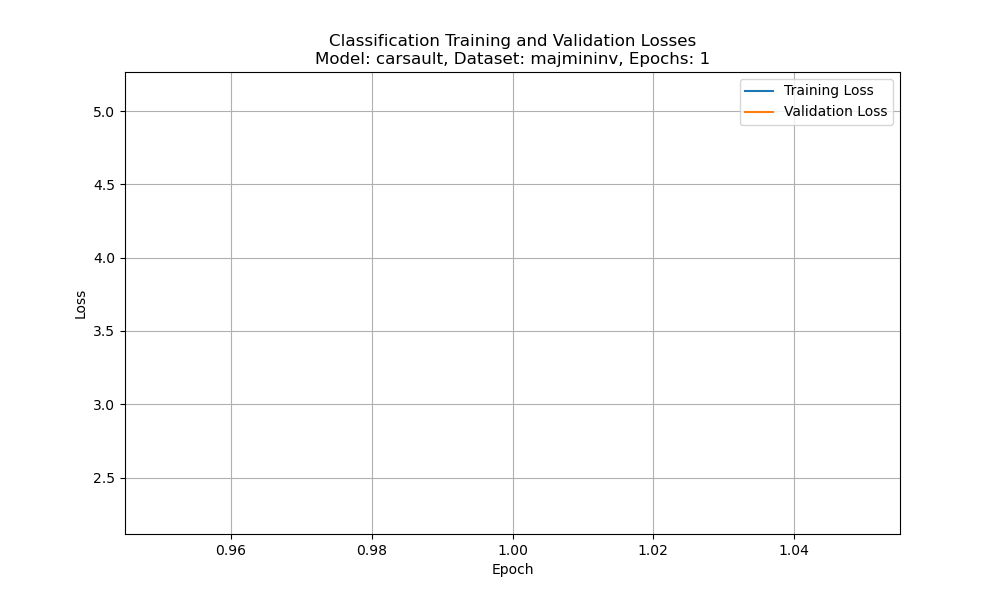 Classification Training and Validation Losses
Model: carsault, Dataset: majmininv, Epochs: 1
Training Loss
Validation Loss
5.0
4.5
4.0
3.5
3.0
2.5
Loss
0.96 0.98 1.00 1.02 1.04
Epoch